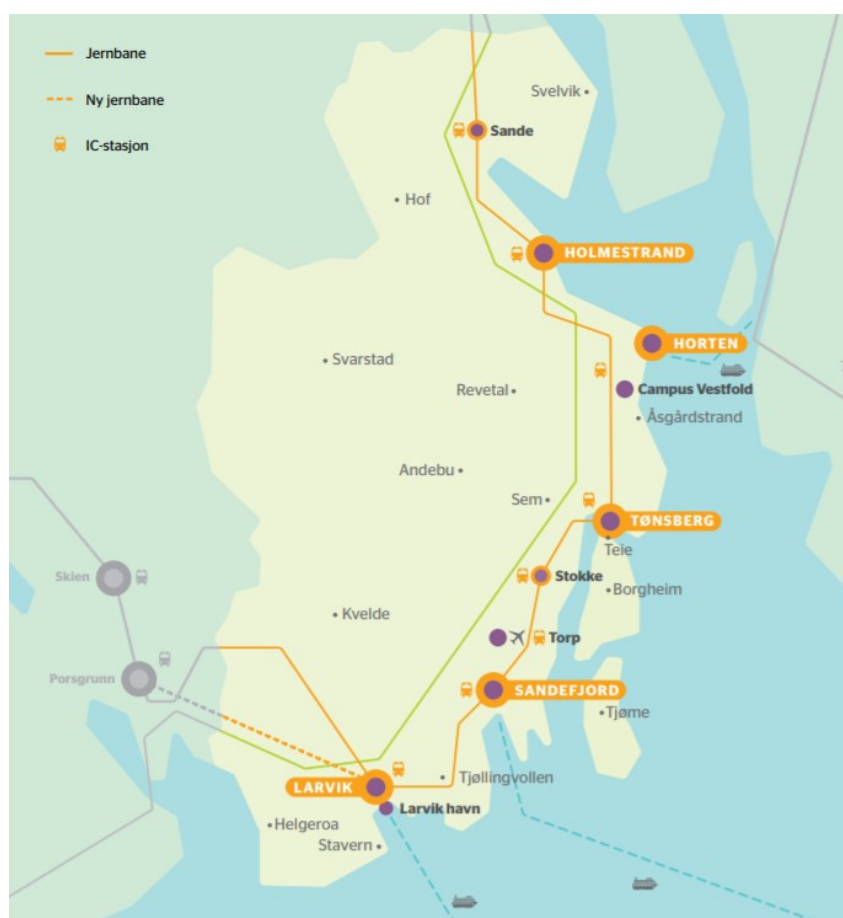 Jernbane
Ny jernbane
IC-stasjon
Svelvik
Sande
Hof
HOLMESTRAND
HORTEN
Svarstad
Revetal
Campus Vestfold
Åsgårdstrand
Andebu
Sem
TØNSBERG
Teie
Skien
Stokke
Borgheim
Kvelde
Torp
Porsgrunn
SANDEFJORD
Tjøme
LARVIK
Tjøllingvollen
Larvik havn
Helgeroa
Stavern